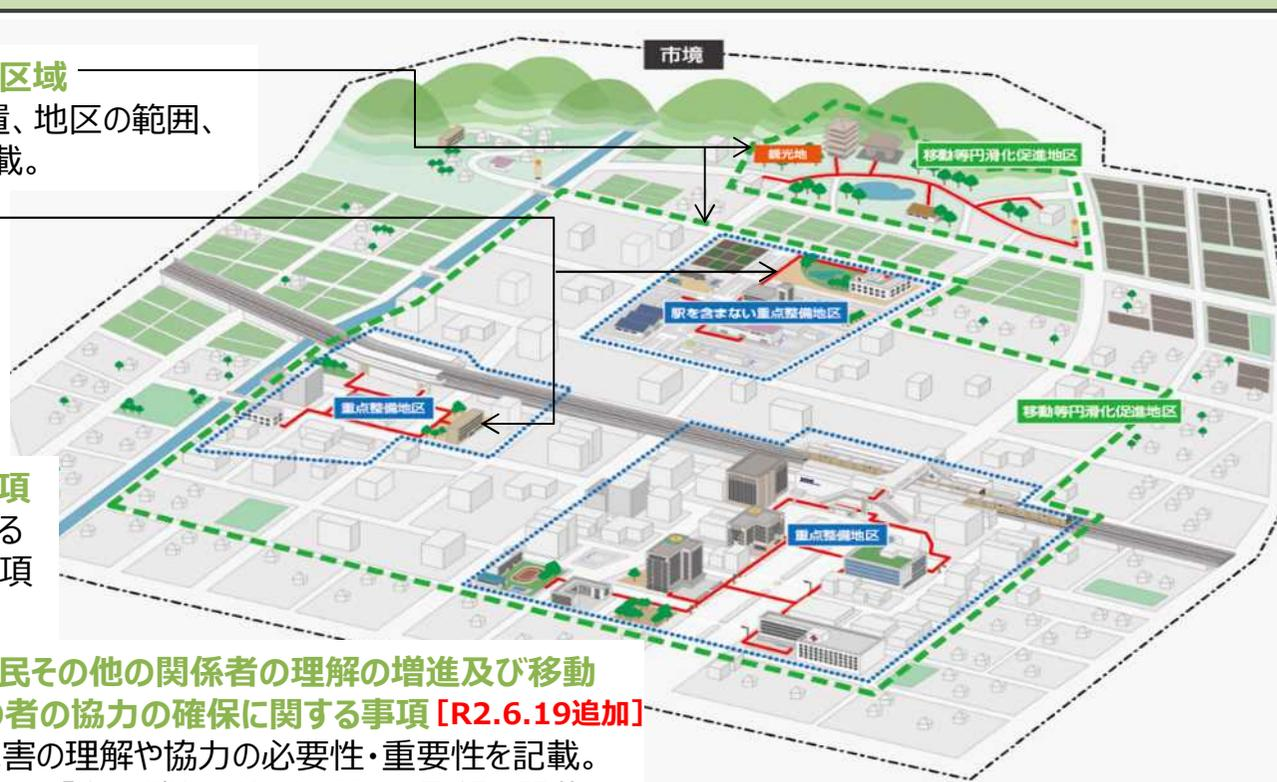 市境
区域
置、地区の範囲、
載。
観光地
移動等円滑化促進地区
駅を含まない重点整備地区
重点整備地区
移動等円滑化促進地区
重点整備地区
項
る
項
民その他の関係者の理解の増進及び移動
の者の協力の確保に関する事項[R2.6.19追加]
害の理解や協力の必要性・重要性を記載。